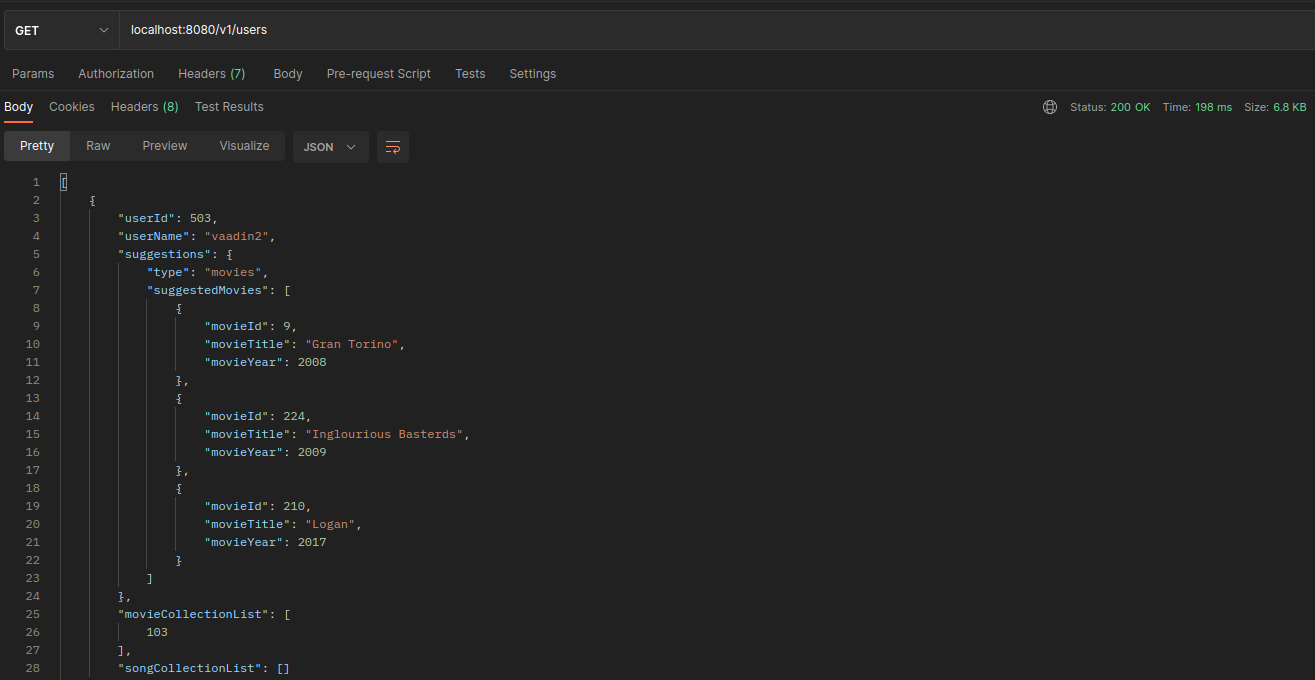 GET localhost:8080/v1/users
Params Authorization Headers (7) Body Pre-request Script Tests Settings
Body Cookies Headers (8) Test Results Status: 200 OK Time: 198 ms Size: 6.8 KB
Pretty Raw Preview Visualize JSON
1 [
2 {
3 "userId": 503,
4 "userName": "vaadin2",
5 "suggestions": {
6 "type": "movies",
7 "suggestedMovies": [
8 {
9 "movieId": 9,
10 "movieTitle": "Gran Torino",
11 "movieYear": 2008
12 },
13 {
14 "movieId": 224,
15 "movieTitle": "Inglourious Basterds",
16 "movieYear": 2009
17 },
18 {
19 "movieId": 210,
20 "movieTitle": "Logan",
21 "movieYear": 2017
22 }
23 ]
24 },
25 "movieCollectionList": [
26 103
27 ],
28 "songCollectionList": []